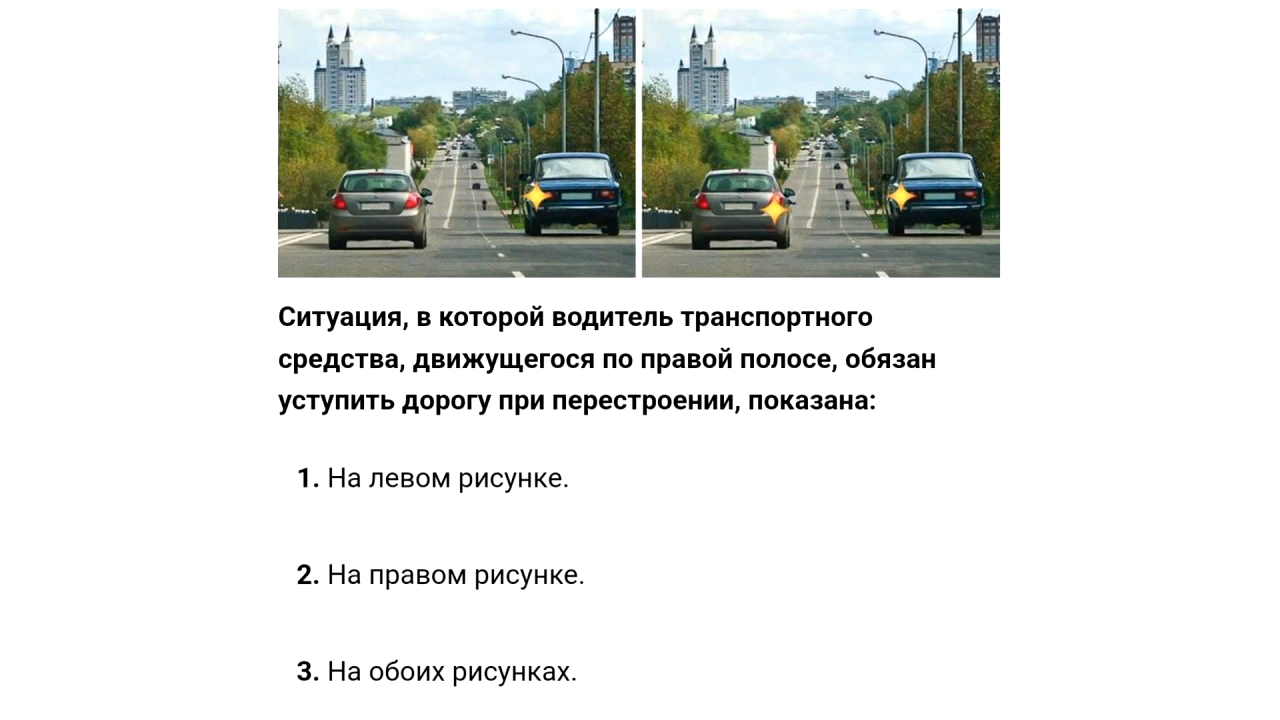 Ситуация, в которой водитель транспортного
средства, движущегося по правой полосе, обязан
уступить дорогу при перестроении, показана:
1. На левом рисунке.
2. На правом рисунке.
3. На обоих рисунках.